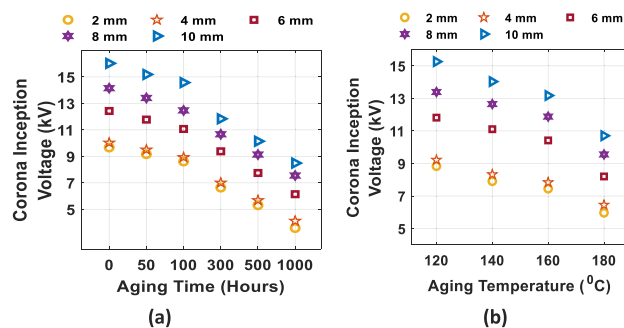 2 mm 4 mm 6 mm
8 mm 10 mm
Corona Inception
Voltage (kV)
15
13
11
9
7
5
0 50 100 300 500 1000
Aging Time (Hours)
(a)
2 mm 4 mm 6 mm
8 mm 10 mm
Corona Inception
Voltage (kV)
15
13
11
9
7
5
120 140 160 180
Aging Temperature (⁰C)
(b)